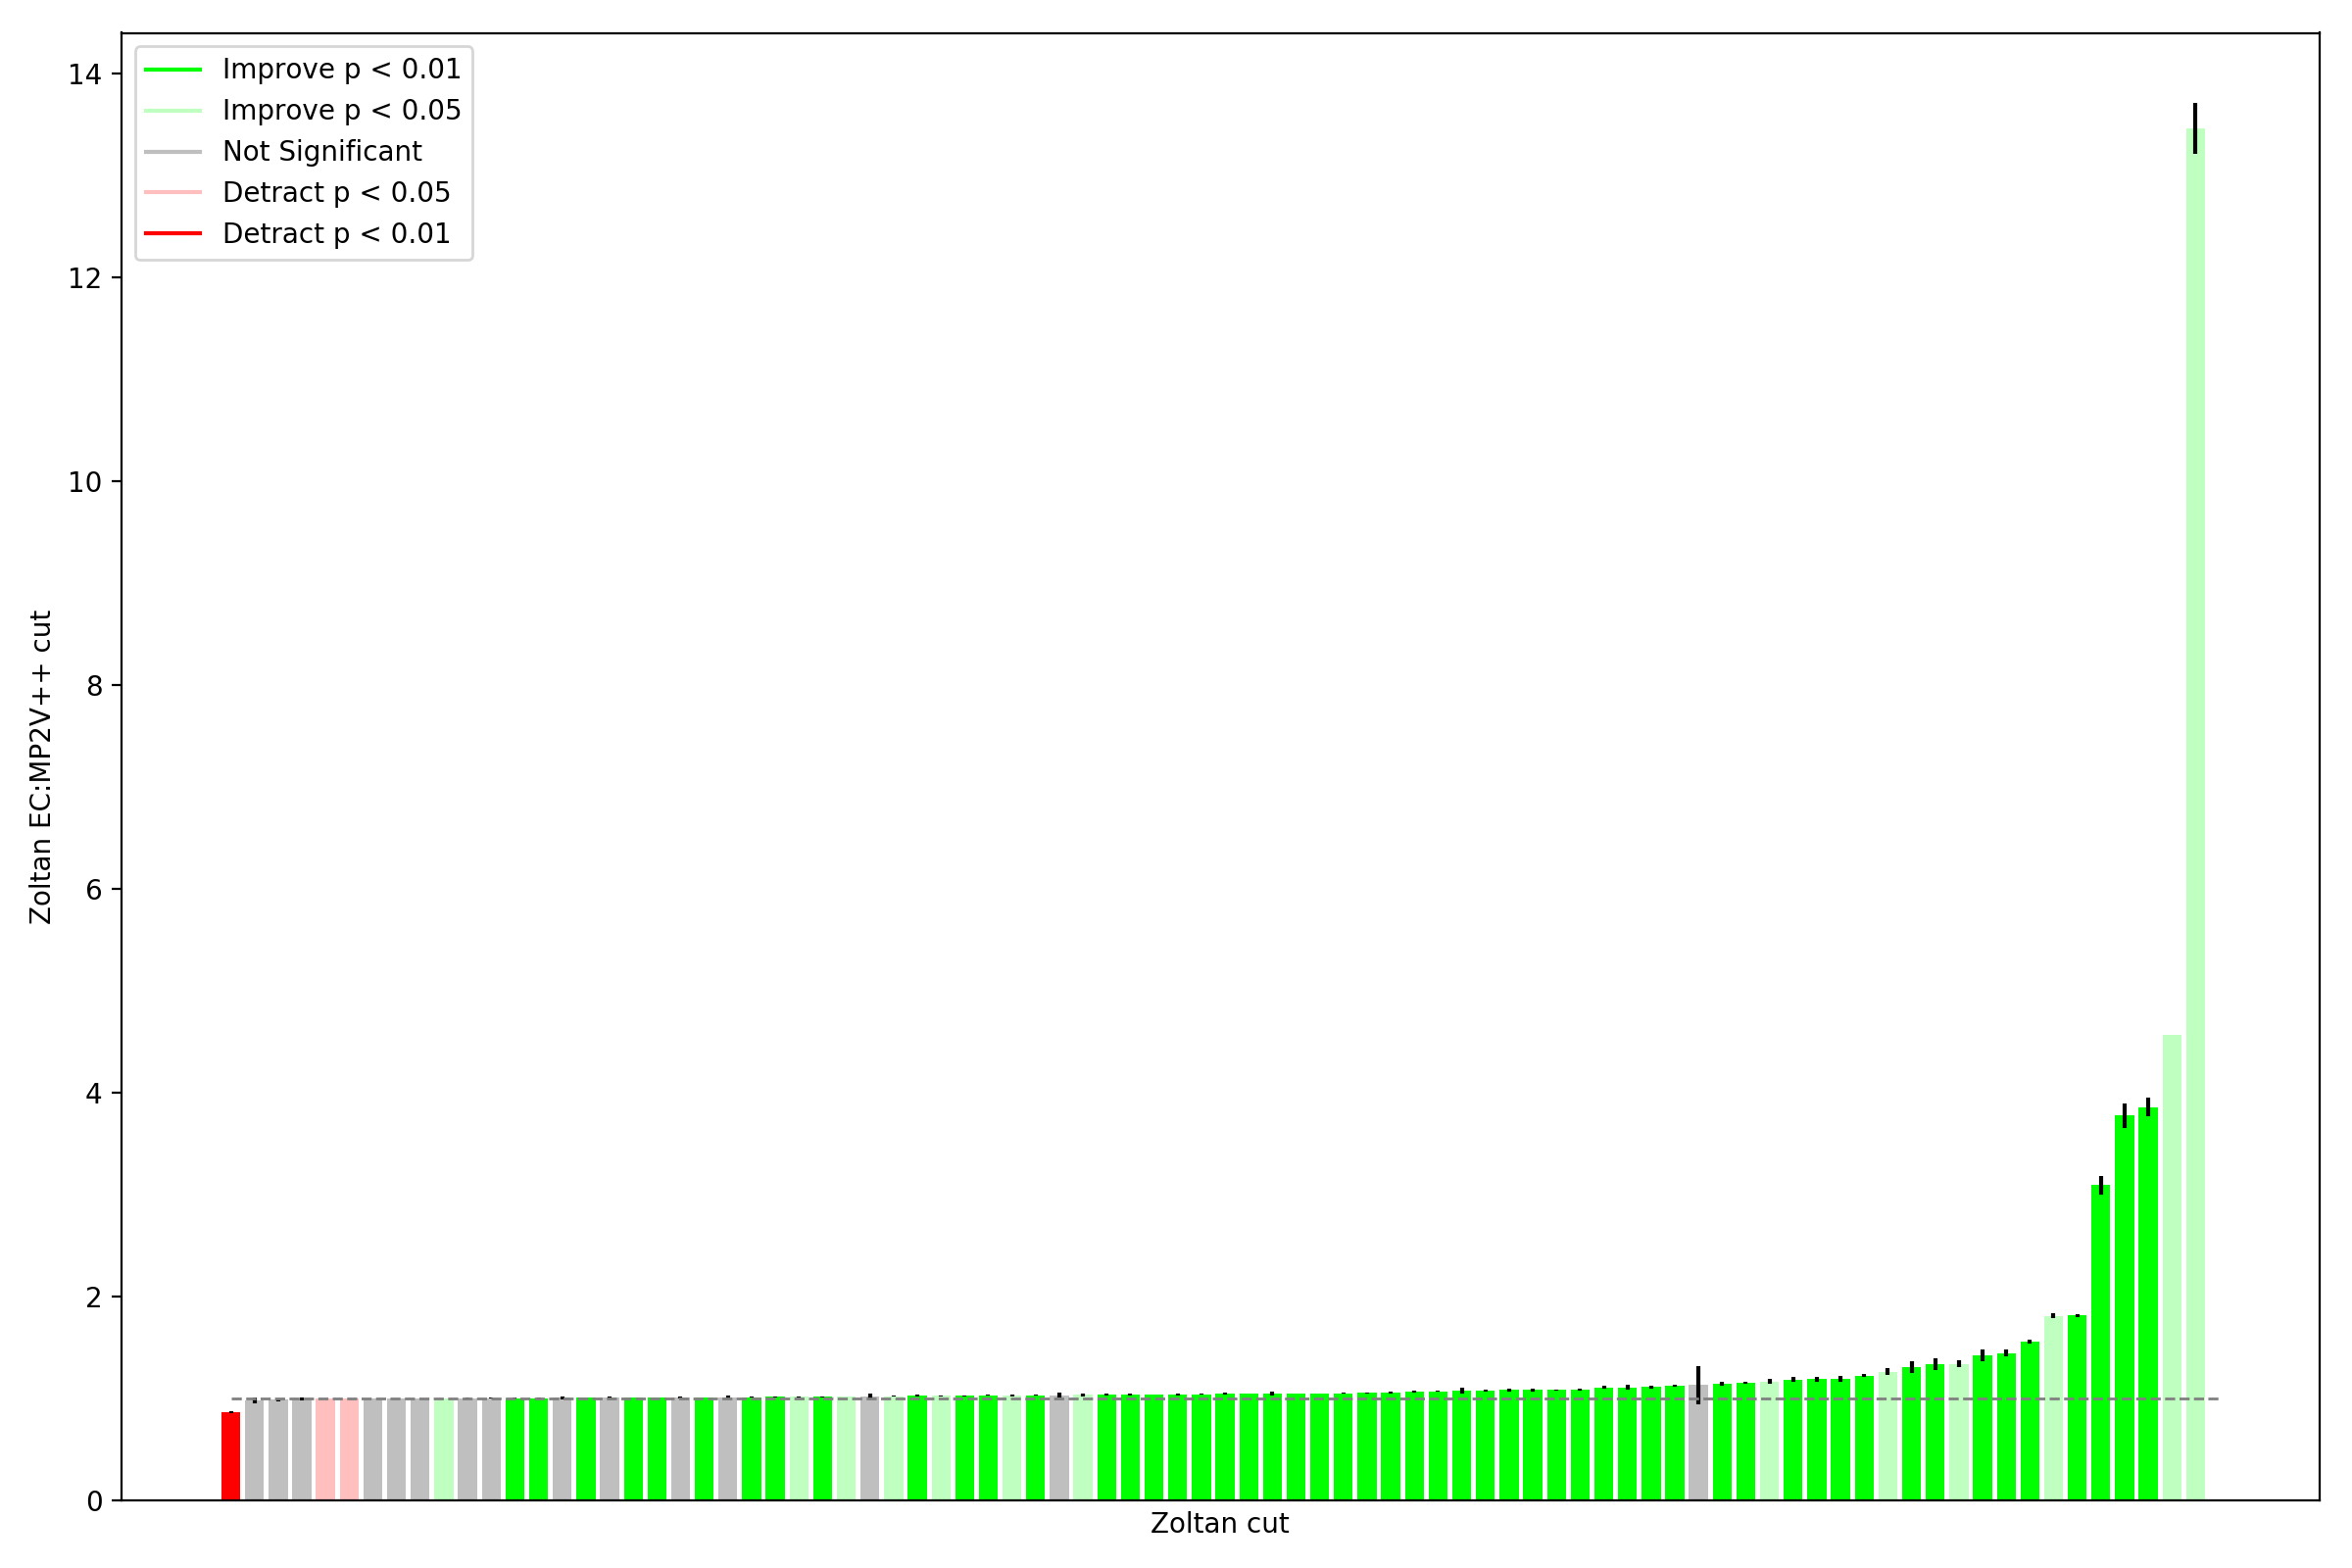 Improve p < 0.01
Improve p < 0.05
Not Significant
Detract p < 0.05
Detract p < 0.01
14
12
10
8
6
4
2
0
Zoltan EC:MP2V++ cut
Zoltan cut